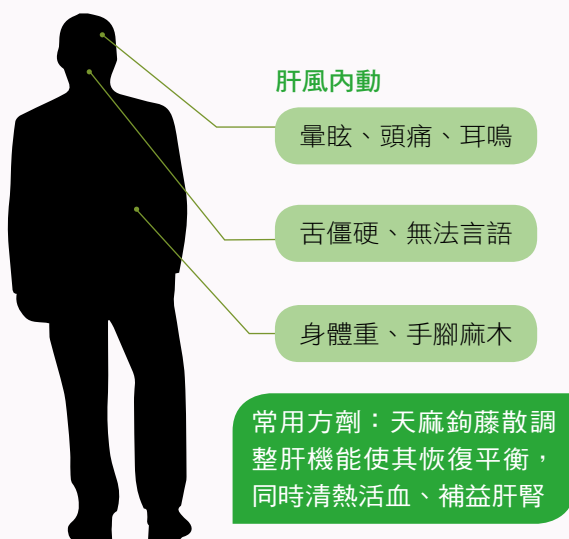 肝風內動
暈眩、頭痛、耳鳴
舌僵硬、無法言語
身體重、手腳麻木
常用方劑：天麻鉤藤散調
整肝機能使其恢復平衡，
同時清熱活血、補益肝腎